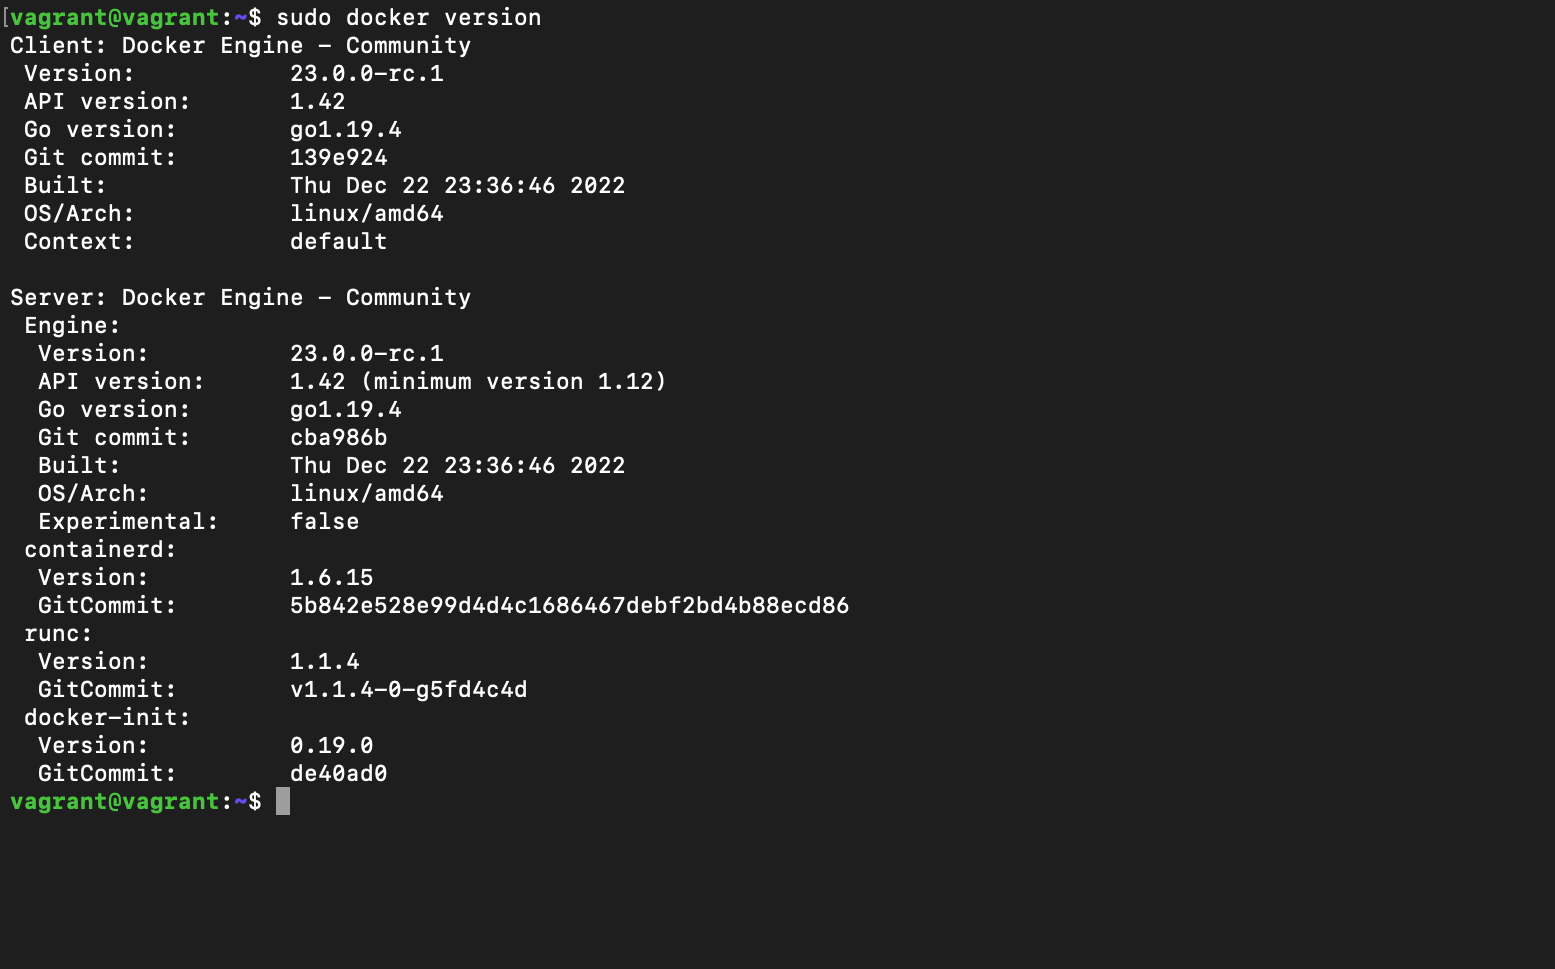 [vagrant@vagrant:~$ sudo docker version
Client: Docker Engine - Community
 Version:           23.0.0-rc.1
 API version:       1.42
 Go version:        go1.19.4
 Git commit:        139e924
 Built:             Thu Dec 22 23:36:46 2022
 OS/Arch:           linux/amd64
 Context:           default

Server: Docker Engine - Community
 Engine:
  Version:          23.0.0-rc.1
  API version:      1.42 (minimum version 1.12)
  Go version:       go1.19.4
  Git commit:       cba986b
  Built:            Thu Dec 22 23:36:46 2022
  OS/Arch:          linux/amd64
  Experimental:     false
 containerd:
  Version:          1.6.15
  GitCommit:        5b842e528e99d4d4c1686467debf2bd4b88ecd86
 runc:
  Version:          1.1.4
  GitCommit:        v1.1.4-0-g5fd4c4d
 docker-init:
  Version:          0.19.0
  GitCommit:        de40ad0
vagrant@vagrant:~$